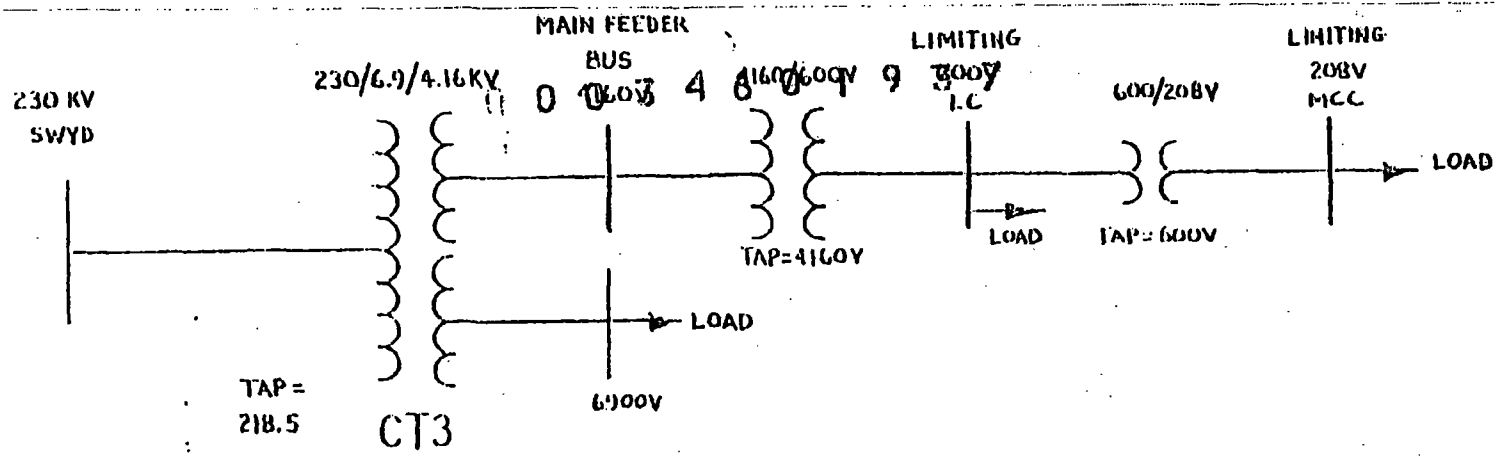 230 KV
SWYD
230/6.9/4.16KV
MAIN FEEDER
BUS
4160/600V
LIMITING
LC
600/208V
LIMITING
208V
MCC
LOAD
LOAD
TAP=4160V
TAP=600V
LOAD
6900V
TAP=
218.5
CT3